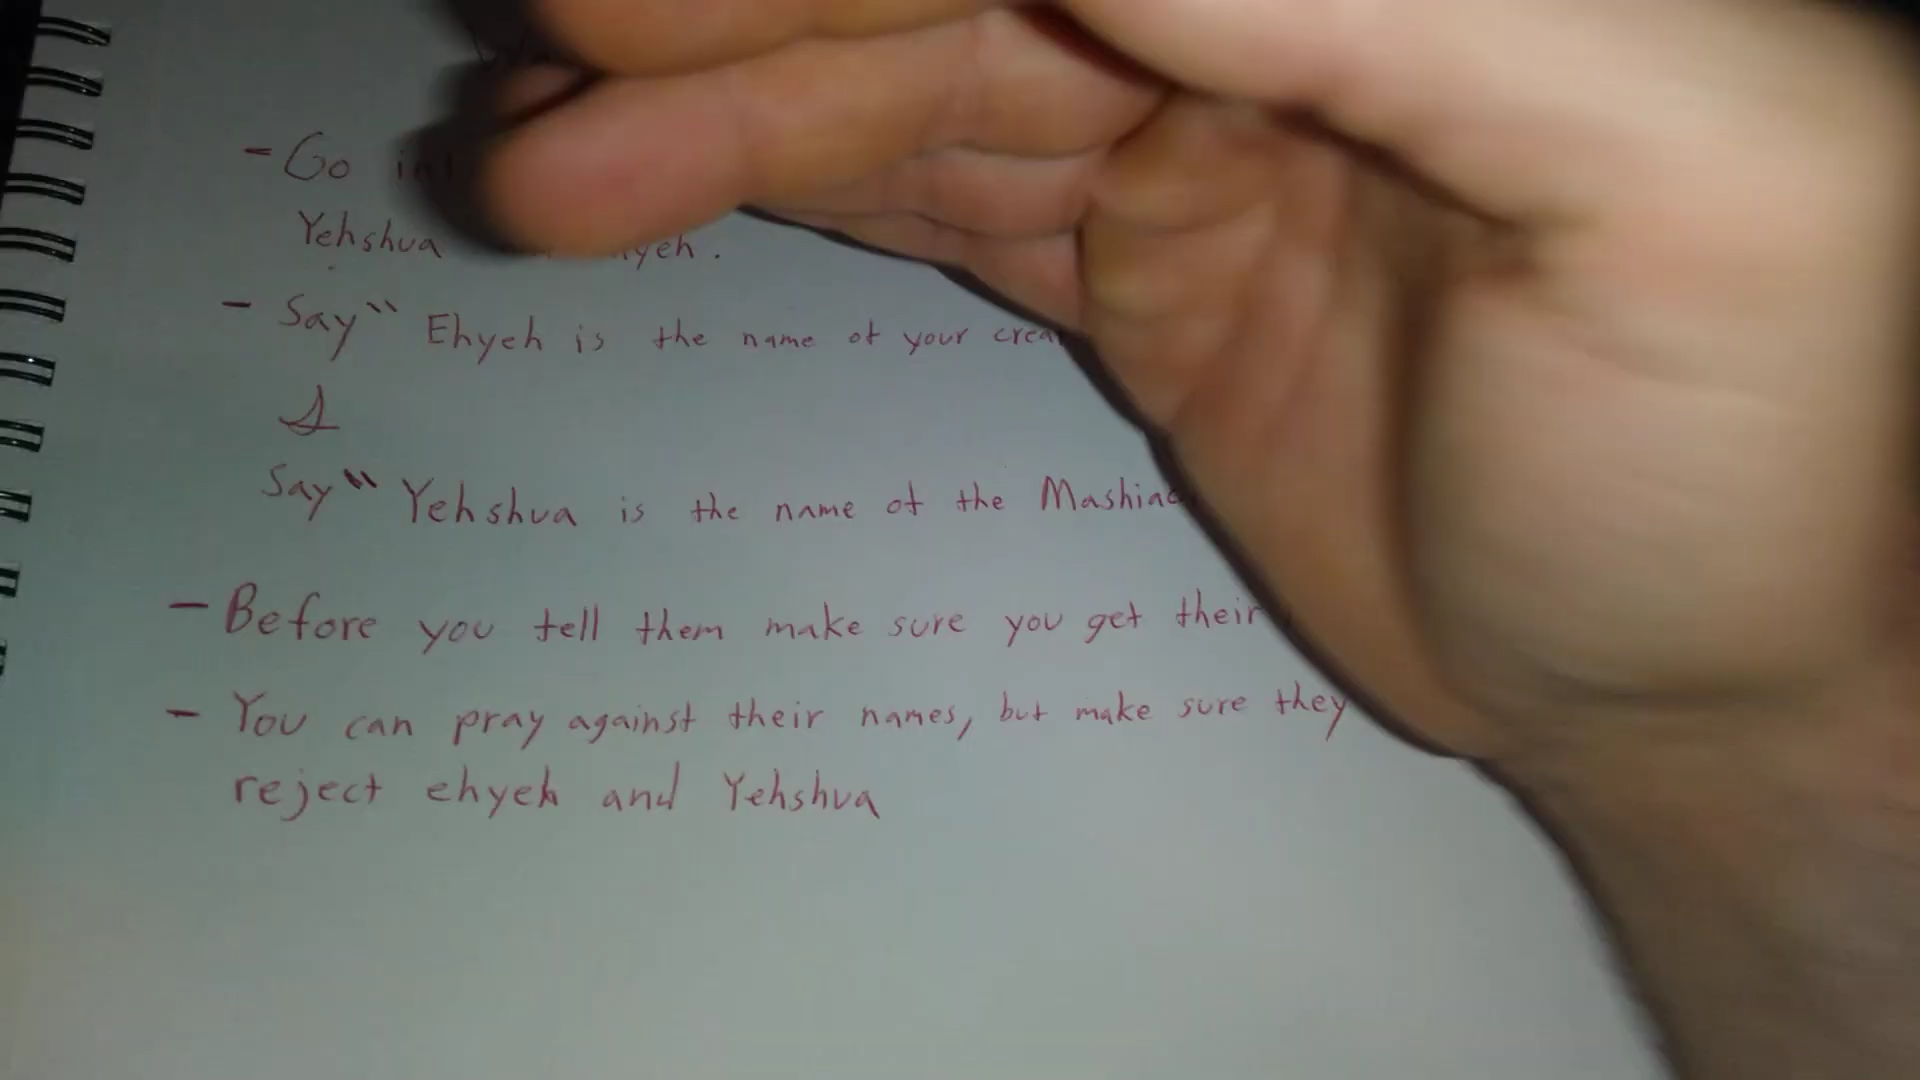 - Go
Yehshua
- Say " Ehyeh is the name of your
&
Say " Yehshua is the name of the
- Before you tell them make sure you get their
- You can pray against their names, but make sure they
reject ehyeh and Yehshua